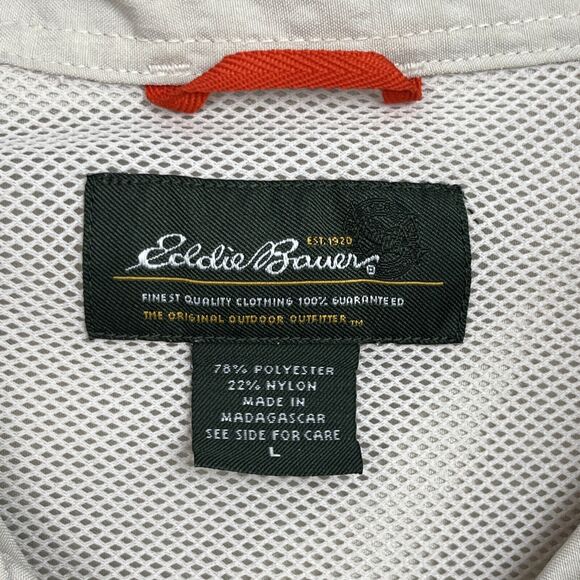 EST. 1920
Eddie Bauer ®
FINEST QUALITY CLOTHING 100% GUARANTEED
THE ORIGINAL OUTDOOR OUTFITTER ™
78% POLYESTER
22% NYLON
MADE IN
MADAGASCAR
SEE SIDE FOR CARE
L